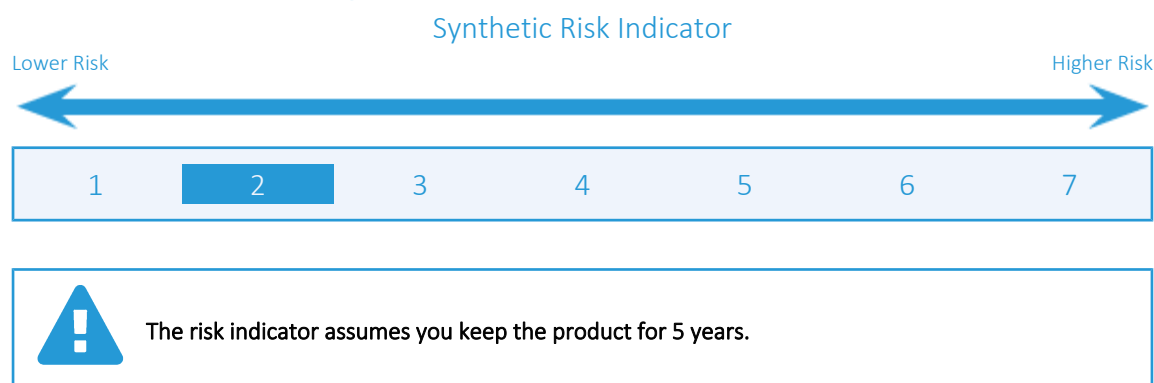 Synthetic Risk Indicator
Lower Risk Higher Risk
1 2 3 4 5 6 7
The risk indicator assumes you keep the product for 5 years.